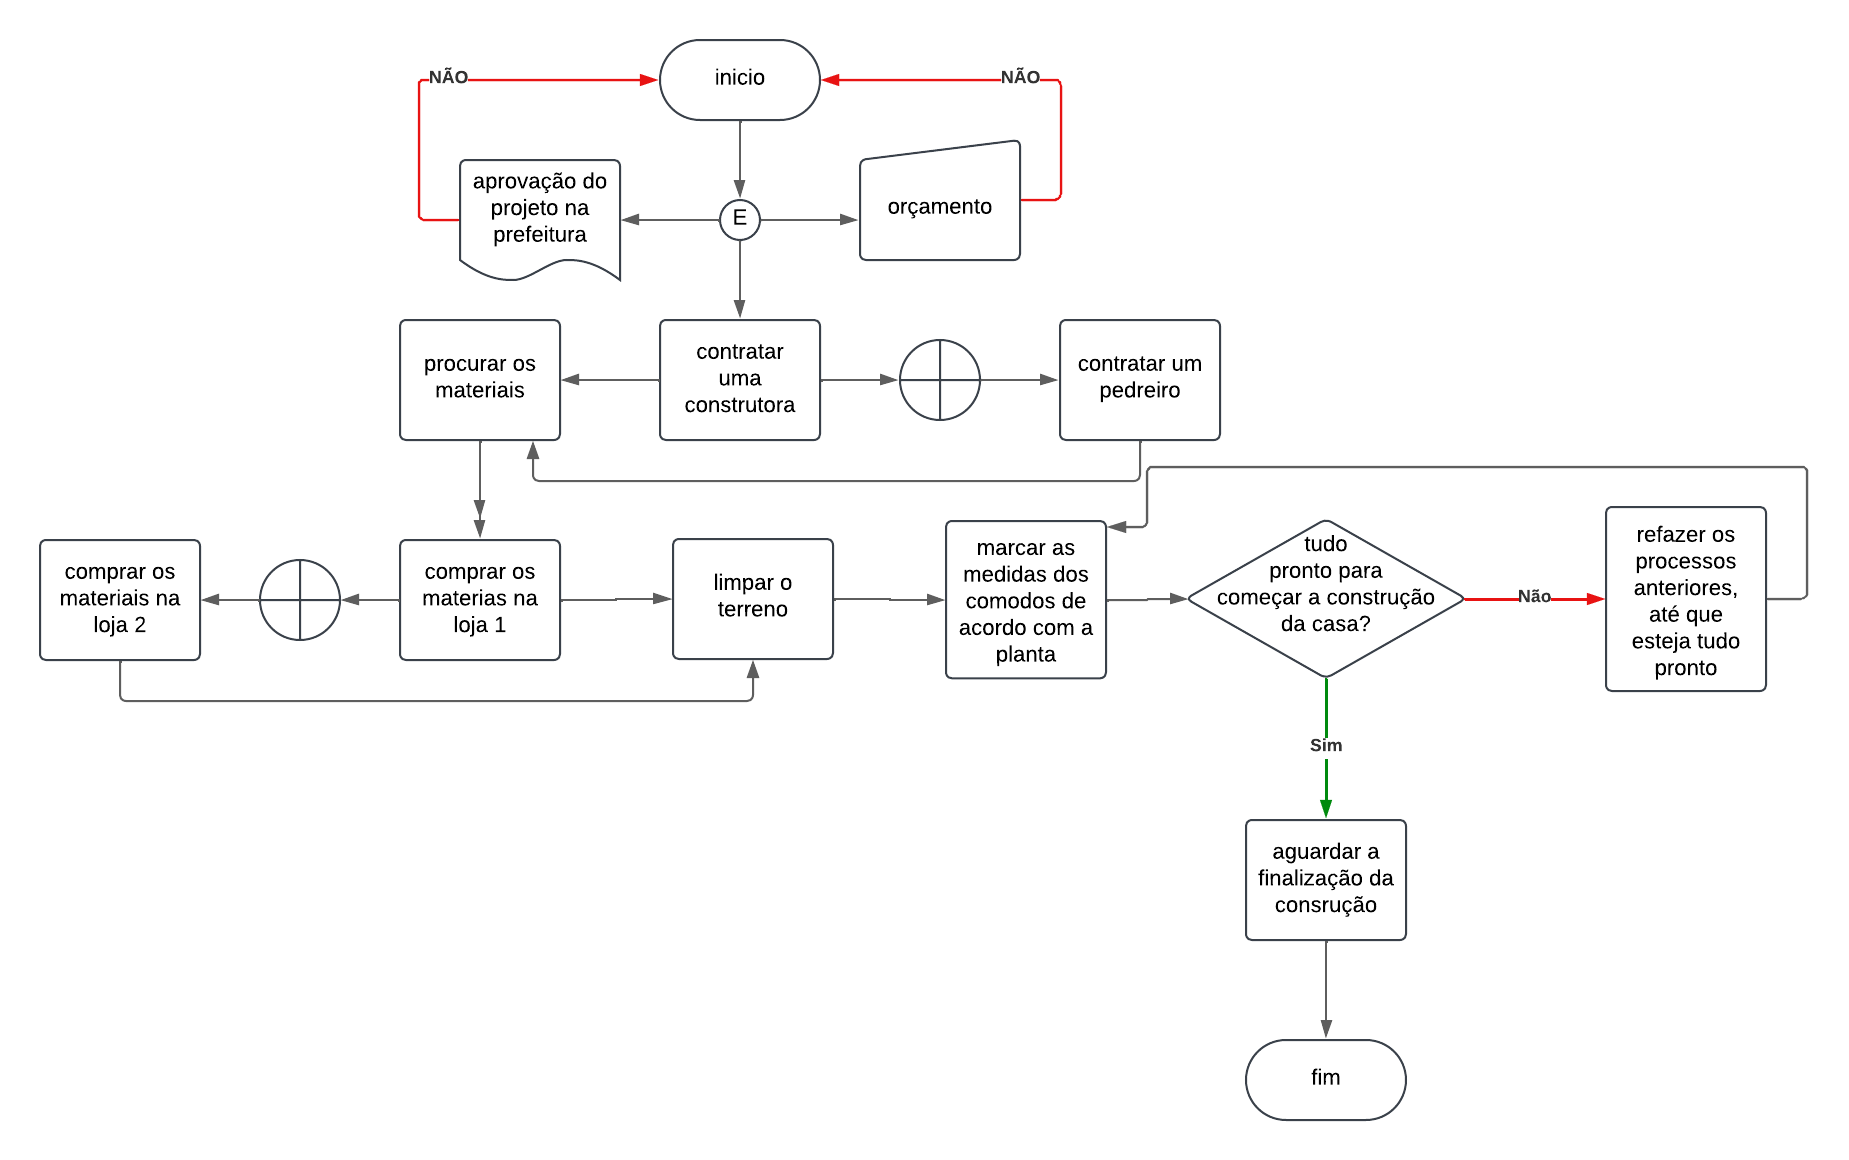 inicio
NÃO
NÃO
aprovação do
projeto na
prefeitura
E
orçamento
procurar os
materiais
contratar
uma
construtora
contratar um
pedreiro
comprar os
materiais na
loja 2
comprar os
materias na
loja 1
limpar o
terreno
marcar as
medidas dos
comodos de
acordo com a
planta
tudo
pronto para
começar a construção
da casa?
Não
refazer os
processos
anteriores,
até que
esteja tudo
pronto
Sim
aguardar a
finalização da
consrução
fim